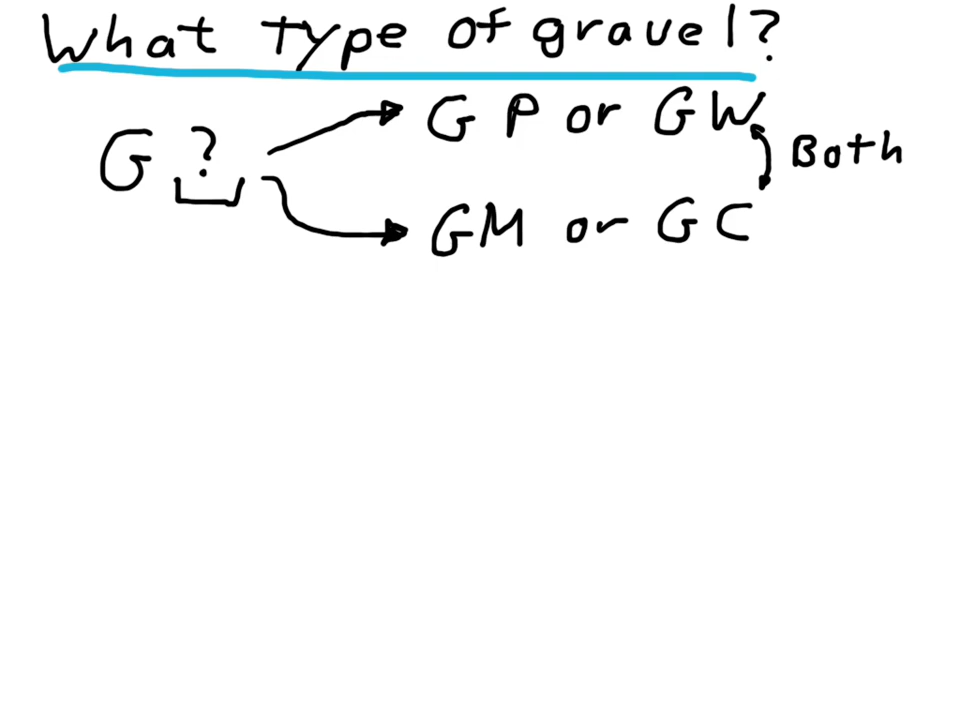 What type of gravel?
GP or GW
G ?
Both
GM or GC